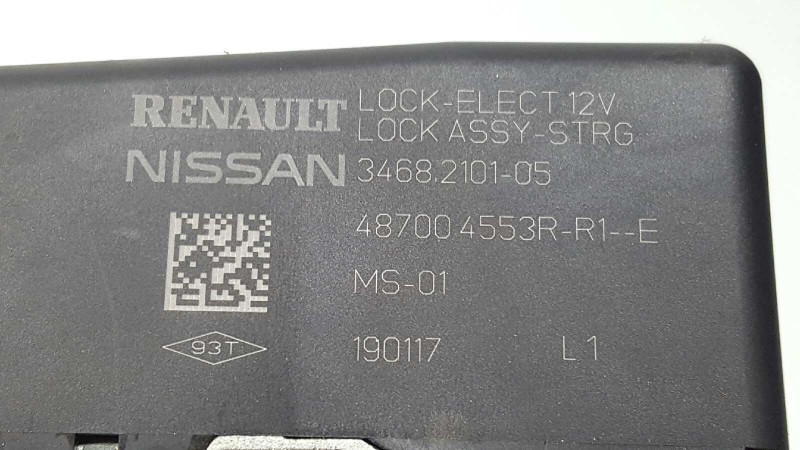 RENAULT LOCK-ELECT 12V
LOCK ASSY-STRG
NISSAN 3468.2101-05
48700 4553R-R1--E
MS-01
93T 190117 L1